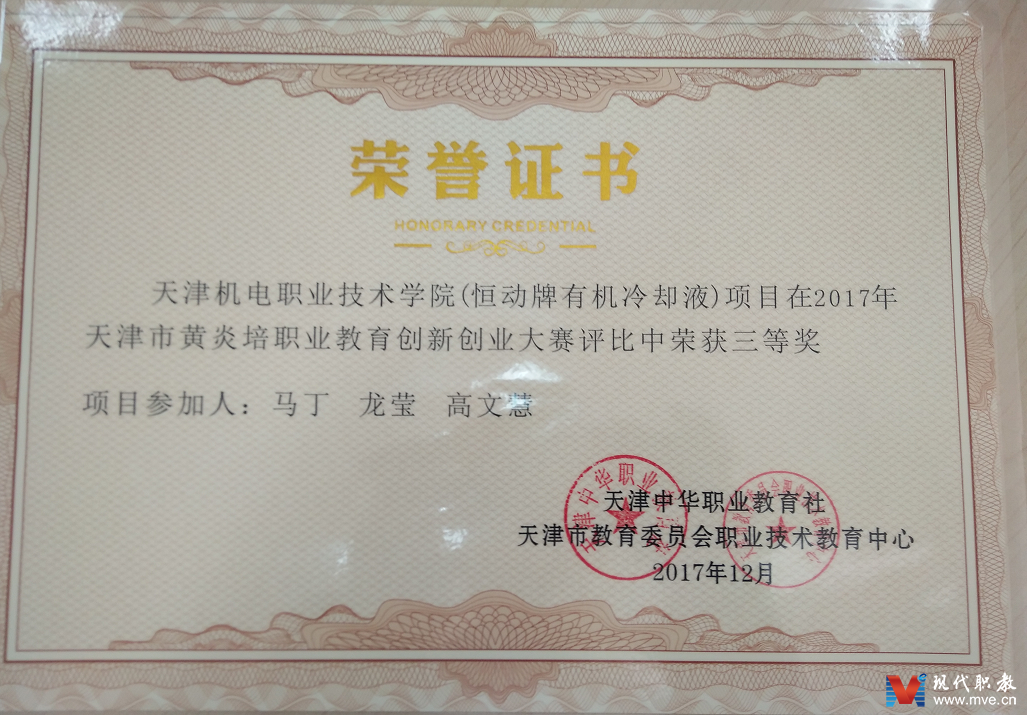 荣誉证书
HONORARY CREDENTIAL
天津机电职业技术学院(恒动牌有机冷却液)项目在2017年
天津市黄炎培职业教育创新创业大赛评比中荣获三等奖
项目参加人：马丁 龙莹 高文慧
天津中华职业教育社
天津市教育委员会职业技术教育中心
2017年12月
现代职教
www.mve.cn